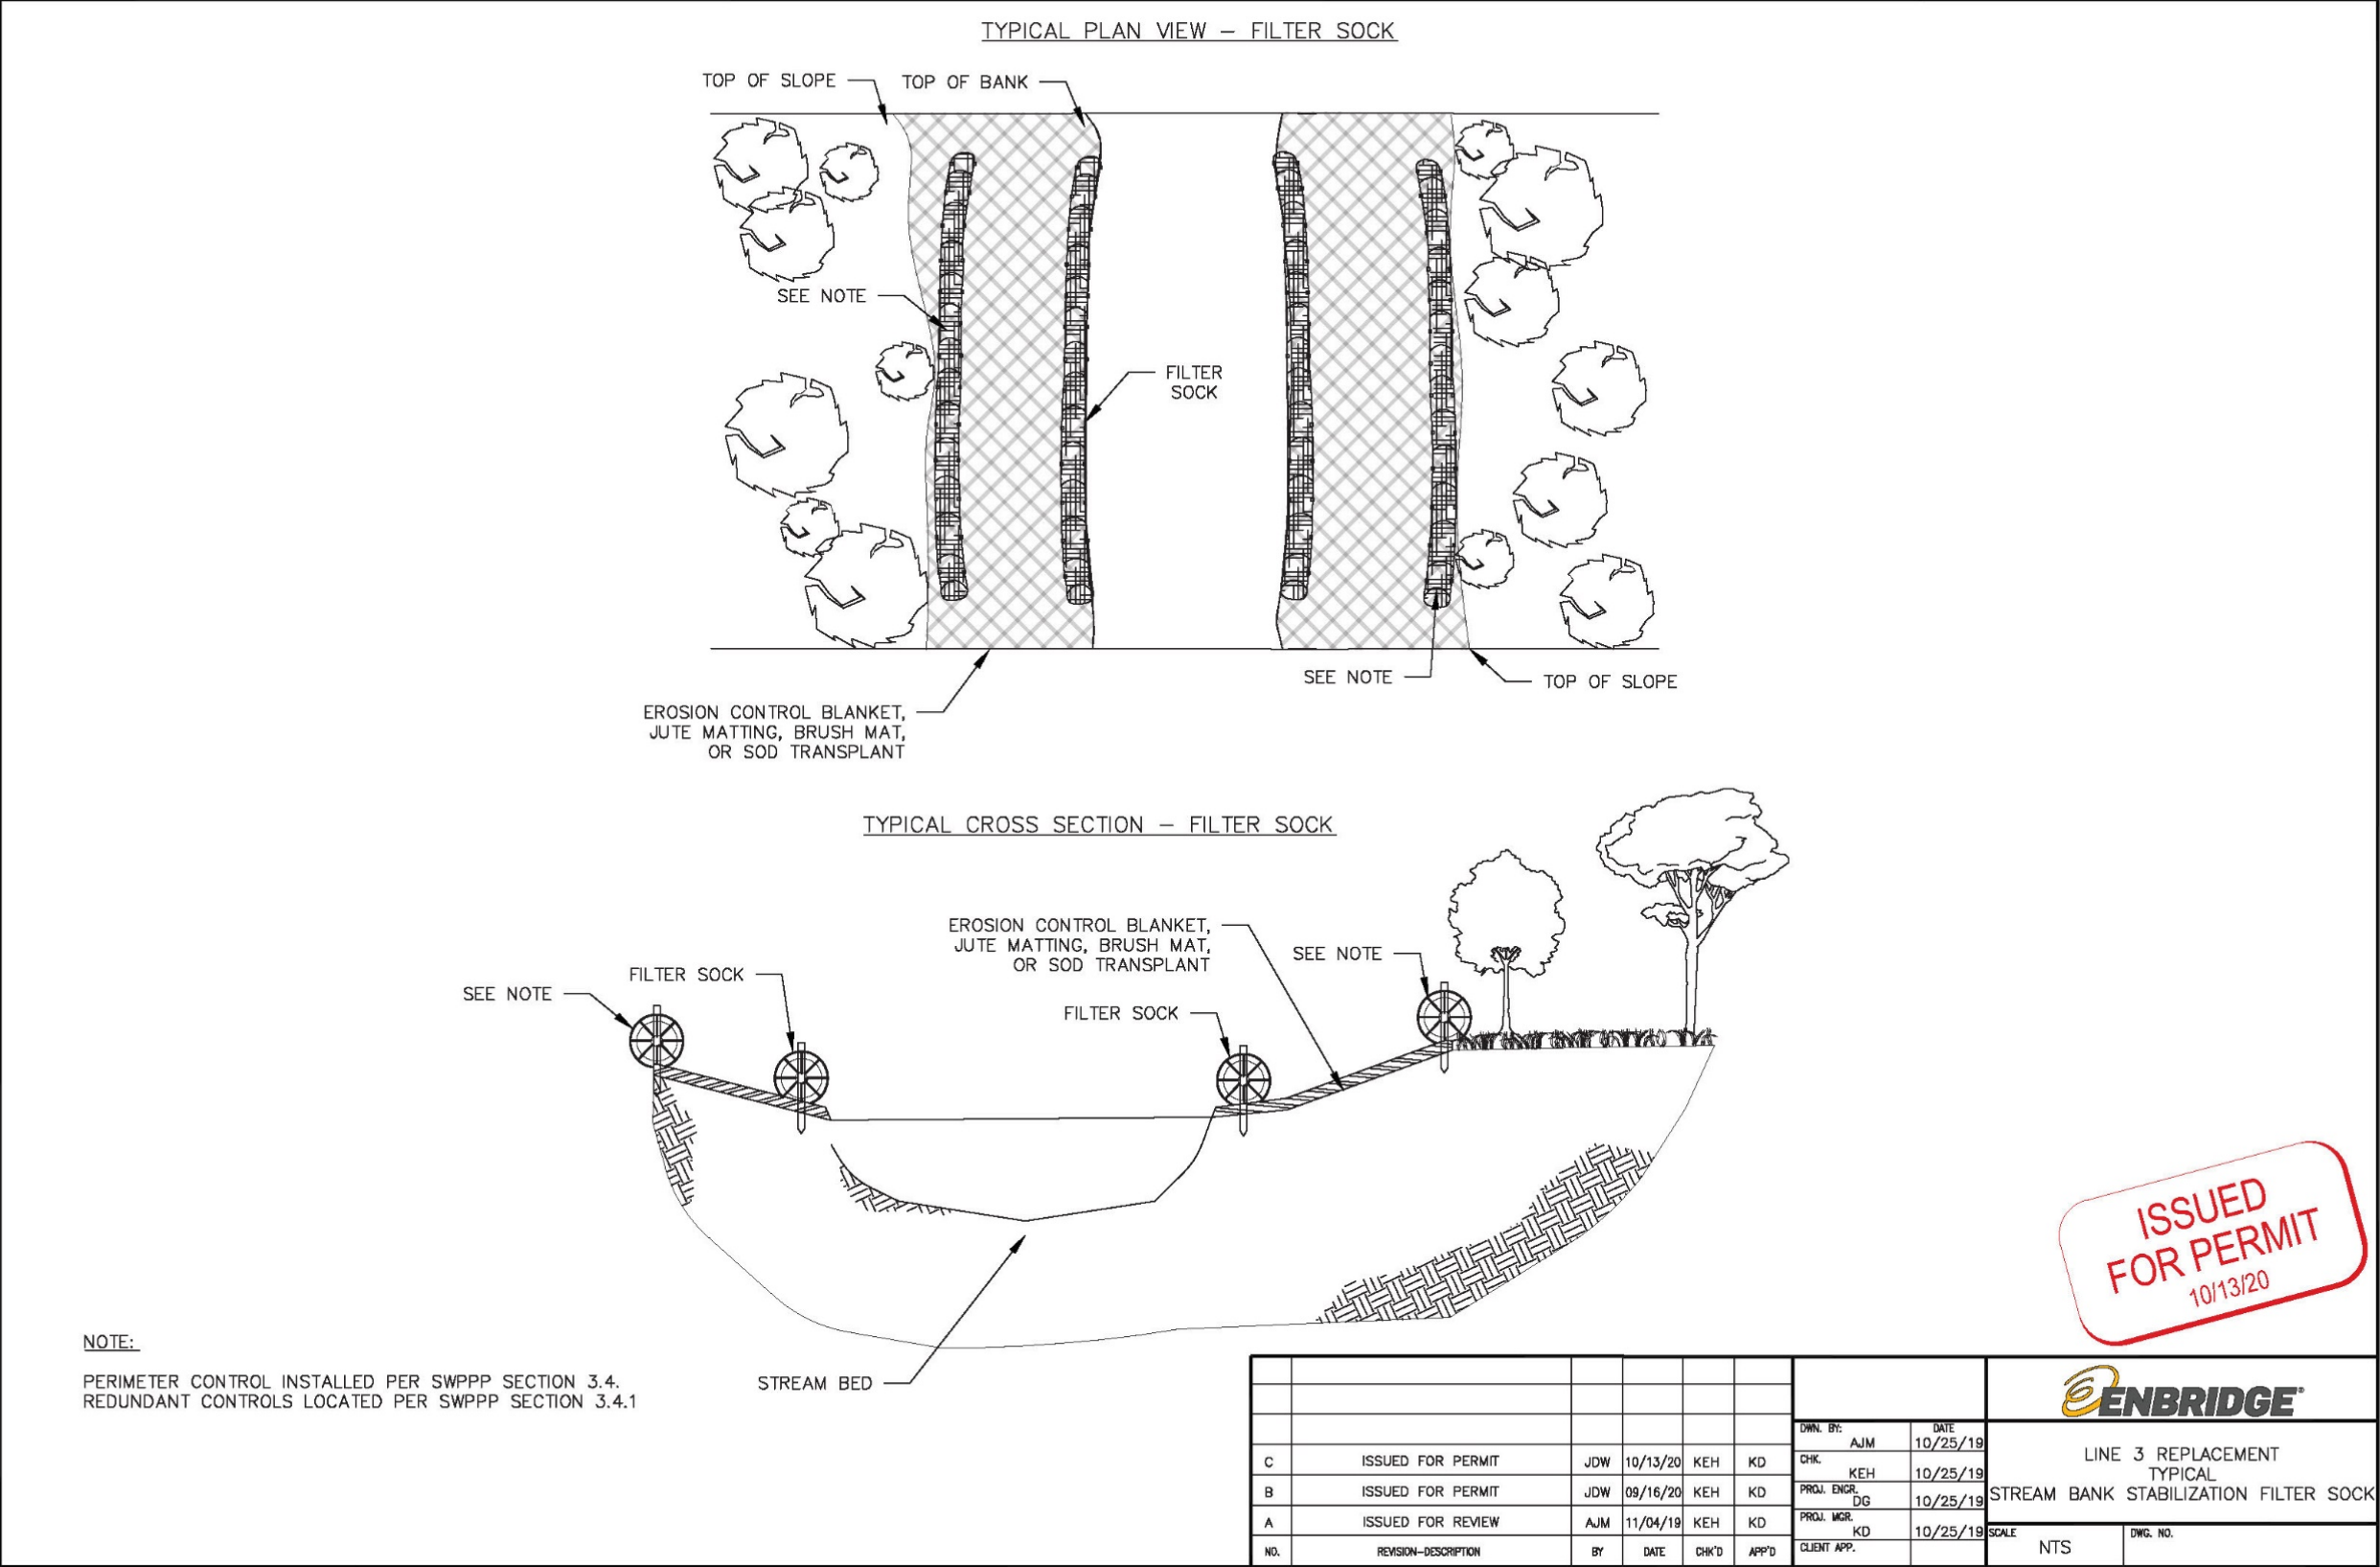 TYPICAL PLAN VIEW – FILTER SOCK
TOP OF SLOPE
TOP OF BANK
SEE NOTE
FILTER
SOCK
SEE NOTE
TOP OF SLOPE
EROSION CONTROL BLANKET,
JUTE MATTING, BRUSH MAT,
OR SOD TRANSPLANT
TYPICAL CROSS SECTION – FILTER SOCK
EROSION CONTROL BLANKET,
JUTE MATTING, BRUSH MAT,
OR SOD TRANSPLANT
SEE NOTE
FILTER SOCK
SEE NOTE
FILTER SOCK
STREAM BED
NOTE:
PERIMETER CONTROL INSTALLED PER SWPPP SECTION 3.4.
REDUNDANT CONTROLS LOCATED PER SWPPP SECTION 3.4.1
ISSUED
FOR PERMIT
10/13/20
C ISSUED FOR PERMIT JDW 10/13/20 KEH KD
B ISSUED FOR PERMIT JDW 09/16/20 KEH KD
A ISSUED FOR REVIEW AJM 11/04/19 KEH KD
NO. REVISION-DESCRIPTION BY DATE CHK'D APP'D
DWN. BY: DATE
AJM 10/25/19
CHK.
KEH 10/25/19
PROJ. ENGR.
DG 10/25/19
PROJ. MGR.
KD 10/25/19
CLIENT APP.
ENBRIDGE®
LINE 3 REPLACEMENT
TYPICAL
STREAM BANK STABILIZATION FILTER SOCK
SCALE
NTS
DWG. NO.